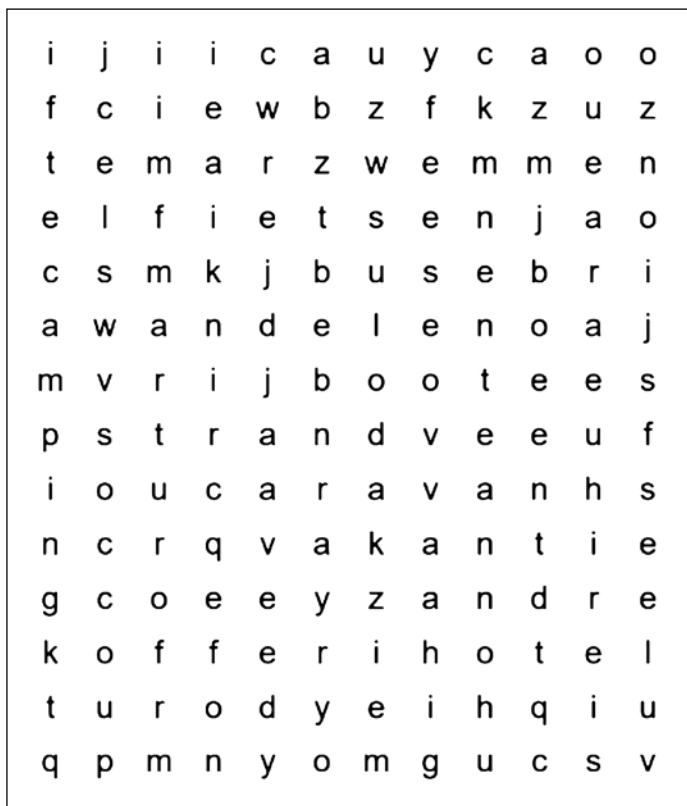 i j i i c a u y c a o o
f c i e w b z f k z u z
t e m a r z w e m m e n
e l f i e t s e n j a o
c s m k j b u s e b r i
a w a n d e l e n o a j
m v r i j b o o t e e s
p s t r a n d v e e u f
i o u c a r a v a n h s
n c r q v a k a n t i e
g c o e e y z a n d r e
k o f f e r i h o t e l
t u r o d y e i h q i u
q p m n y o m g u c s v